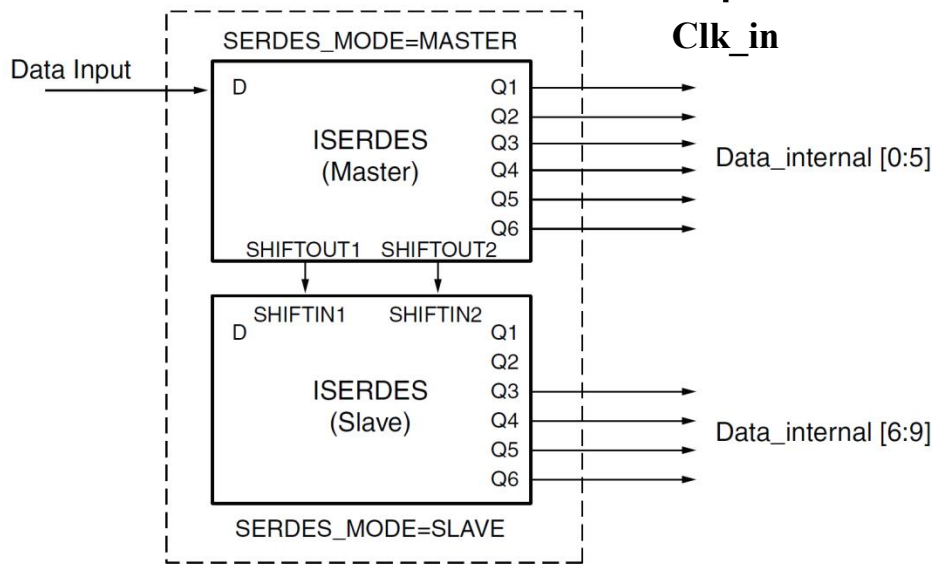 Clk_in
SERDES_MODE=MASTER
Data Input
D
Q1
Q2
ISERDES
(Master)
Q3
Q4
Q5
Q6
Data_internal [0:5]
SHIFTOUT1 SHIFTOUT2
SHIFTIN1 SHIFTIN2
D
Q1
Q2
ISERDES
(Slave)
Q3
Q4
Q5
Q6
Data_internal [6:9]
SERDES_MODE=SLAVE